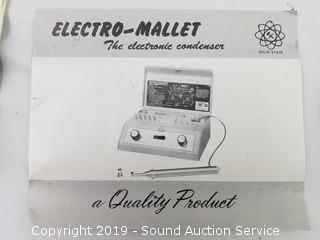 ELECTRO-MALLET
The electronic condenser
SOLID STATE
a Quality Product
Copyright 2019 - Sound Auction Service